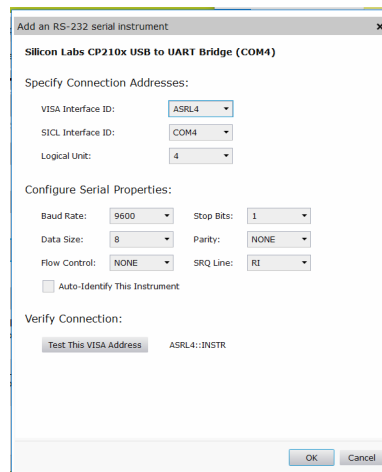 Add an RS-232 serial instrument x
Silicon Labs CP210x USB to UART Bridge (COM4)
Specify Connection Addresses:
VISA Interface ID: ASRL4
SICL Interface ID: COM4
Logical Unit: 4
Configure Serial Properties:
Baud Rate: 9600 Stop Bits: 1
Data Size: 8 Parity: NONE
Flow Control: NONE SRQ Line: RI
Auto-Identify This Instrument
Verify Connection:
Test This VISA Address ASRL4::INSTR
OK Cancel